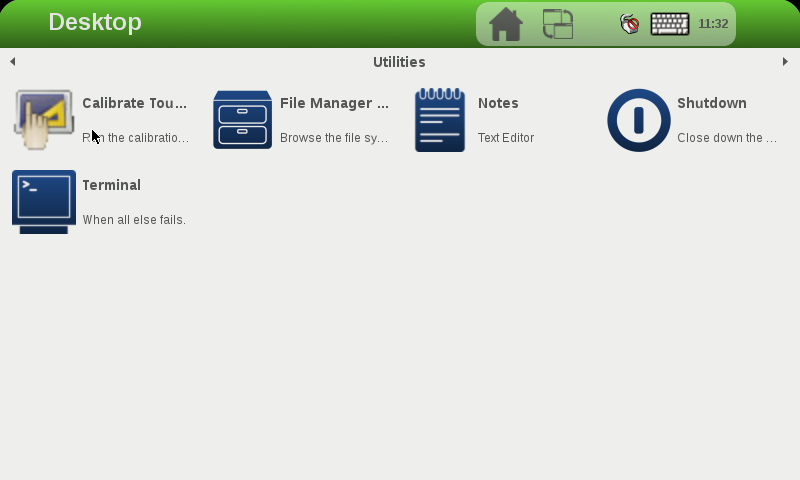 Desktop
11:32
Utilities
Calibrate Tou...
Run the calibratio...
File Manager ...
Browse the file sy...
Notes
Text Editor
Shutdown
Close down the ...
Terminal
>_
When all else fails.